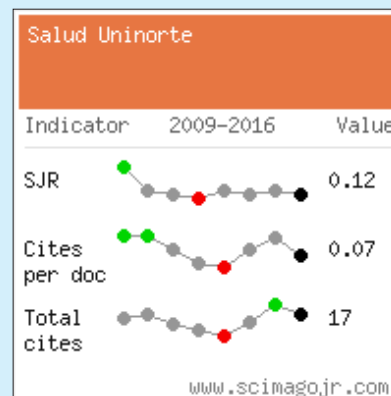 Salud Uninorte
Indicator 2009-2016 Value
SJR 0.12
Cites per doc 0.07
Total cites 17
www.scimagojr.com